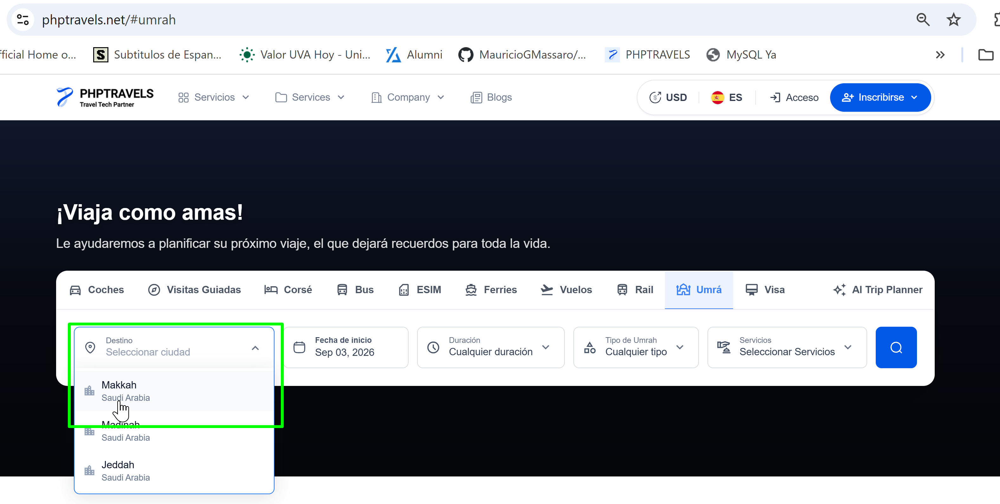 phptravels.net/#umrah
fficial Home o...
Subtitulos de Espan...
Valor UVA Hoy - Uni...
Alumni
MauricioGMassaro/...
PHPTRAVELS
MySQL Ya
PHPTRAVELS
Travel Tech Partner
Servicios
Services
Company
Blogs
USD
ES
Acceso
Inscribirse
¡Viaja como amas!
Le ayudaremos a planificar su próximo viaje, el que dejará recuerdos para toda la vida.
Coches
Visitas Guiadas
Corsé
Bus
ESIM
Ferries
Vuelos
Rail
Umrá
Visa
AI Trip Planner
Destino
Seleccionar ciudad
Fecha de inicio
Sep 03, 2026
Duración
Cualquier duración
Tipo de Umrah
Cualquier tipo
Servicios
Seleccionar Servicios
Makkah
Saudi Arabia
Madinah
Saudi Arabia
Jeddah
Saudi Arabia